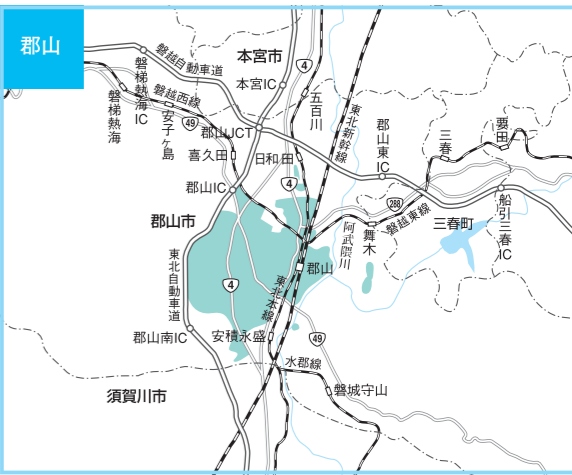 郡山
本宮市
磐越自動車道
磐梯熱海IC
本宮IC
4
五百川
磐越西線
磐梯熱海
安子ヶ島
49
東北新幹線
郡山JCT
喜久田
日和田
郡山東IC
三春
要田
4
郡山IC
288
磐越東線
船引三春IC
郡山市
阿武隈川
舞木
三春町
東北自動車道
郡山
4
東北本線
郡山南IC
安積永盛
49
水郡線
磐城守山
須賀川市